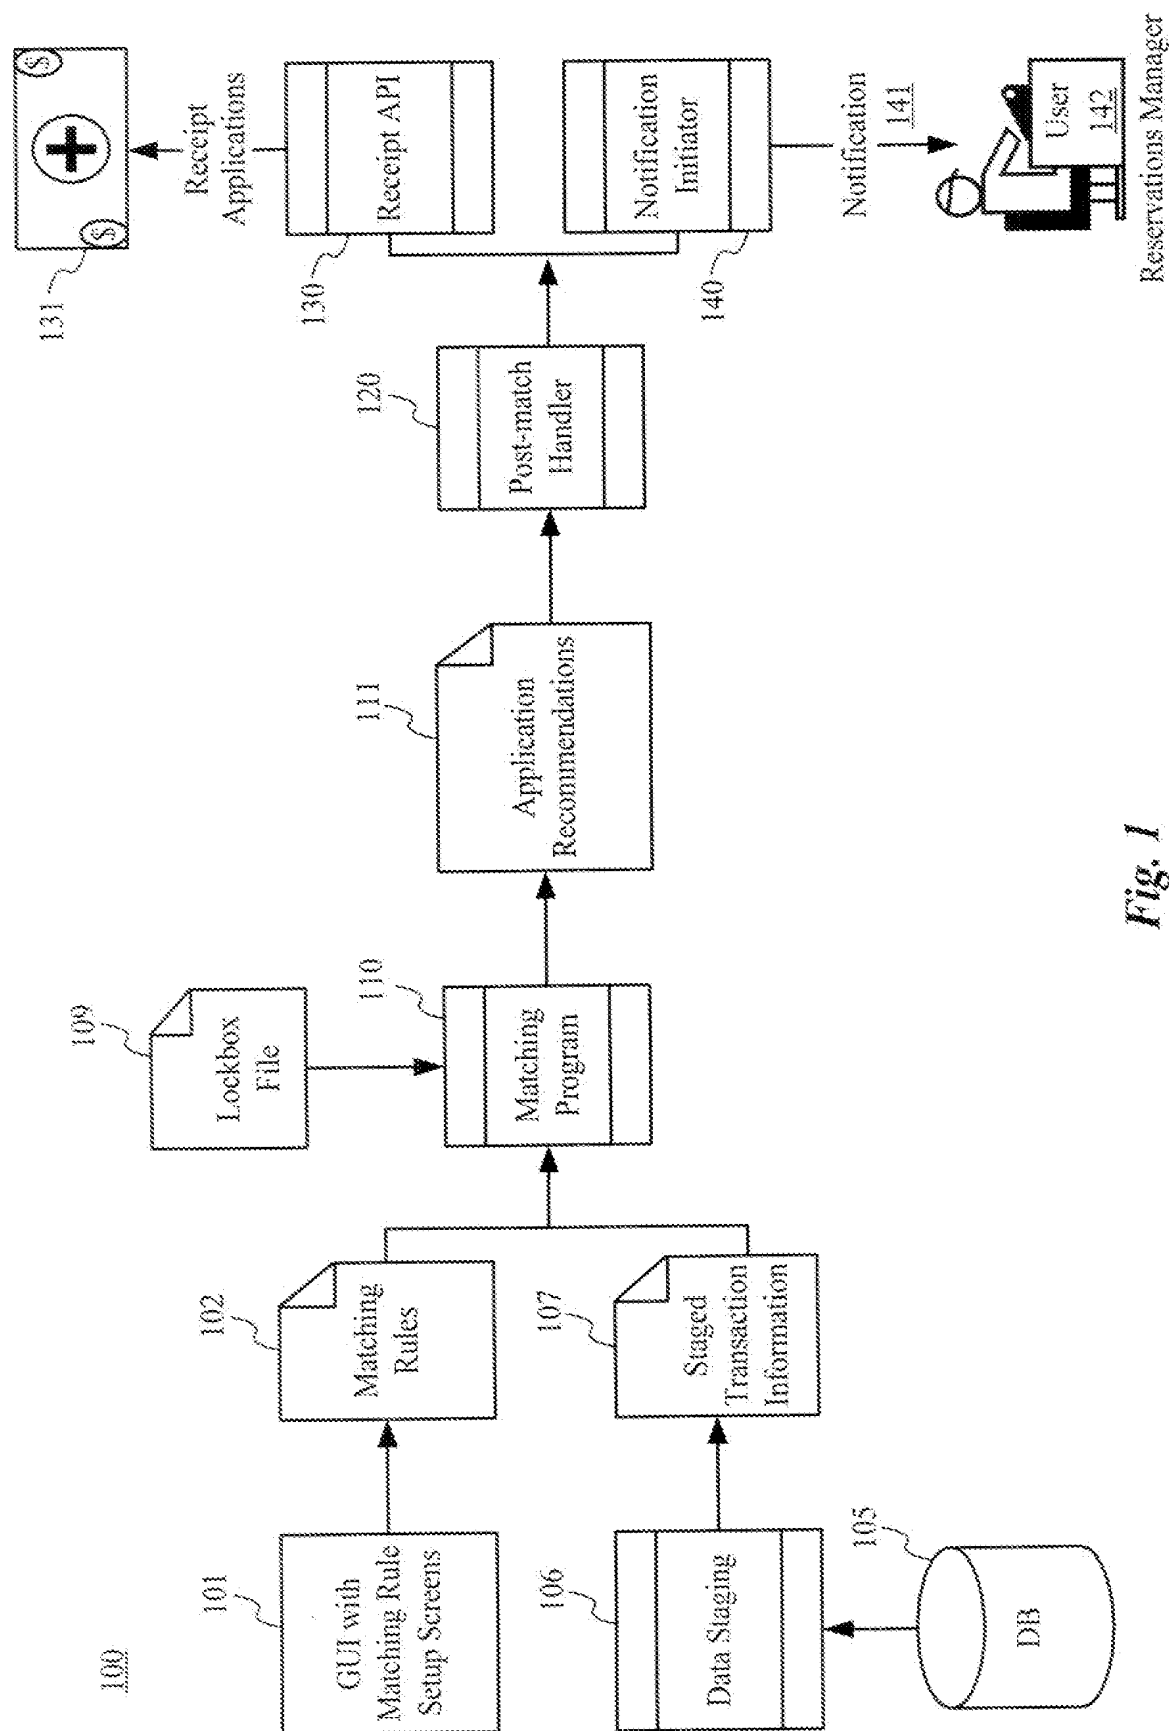 100
101
GUI with
Matching Rule
Setup Screens
102
Matching
Rules
105
DB
106
Data Staging
107
Staged
Transaction
Information
109
Lockbox
File
110
Matching
Program
111
Application
Recommendations
120
Post-match
Handler
130
Receipt API
Receipt
Applications
131
$
$
140
Notification
Initiator
Notification
141
User
142
Reservations Manager
Fig. 1